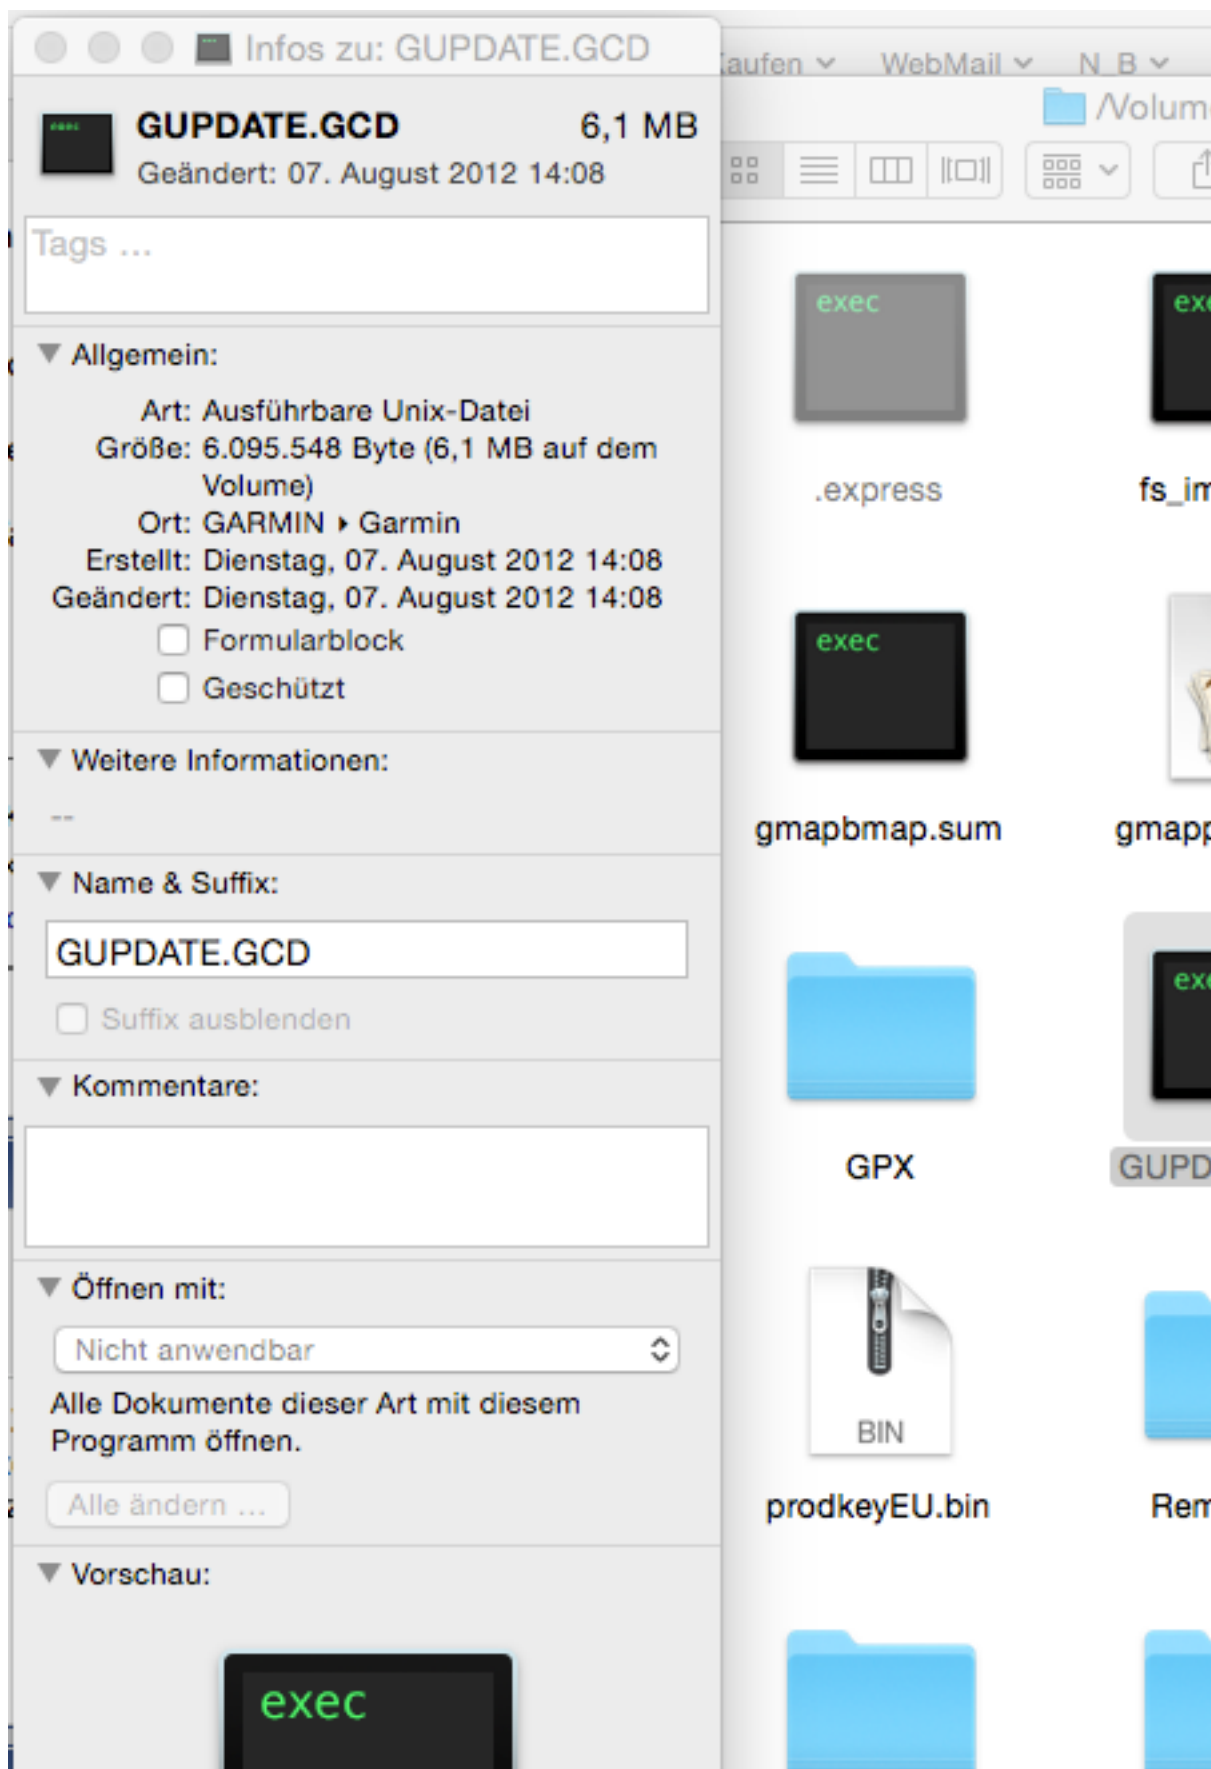 Infos zu: GUPDATE.GCD
GUPDATE.GCD 6,1 MB
Geändert: 07. August 2012 14:08
Tags ...
Allgemein:
Art: Ausführbare Unix-Datei
Größe: 6.095.548 Byte (6,1 MB auf dem
Volume)
Ort: GARMIN ▸ Garmin
Erstellt: Dienstag, 07. August 2012 14:08
Geändert: Dienstag, 07. August 2012 14:08
Formularblock
Geschützt
Weitere Informationen:
--
Name & Suffix:
GUPDATE.GCD
Suffix ausblenden
Kommentare:
Öffnen mit:
Nicht anwendbar
Alle Dokumente dieser Art mit diesem
Programm öffnen.
Alle ändern ...
Vorschau:
exec
WebMail N_B
exec
.express
exec
gmapbmap.sum
GPX
BIN
prodkeyEU.bin